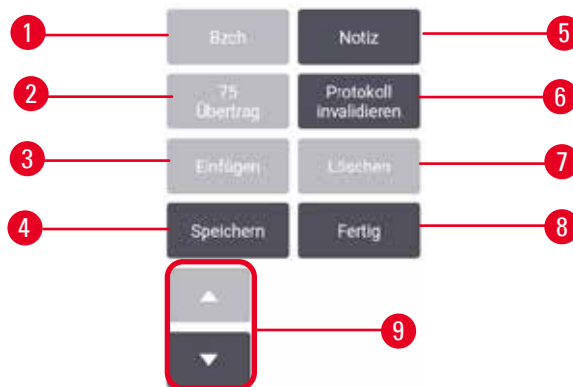 1
Bzch
Notiz
5
2
75
Übertrag
Protokoll
invalidieren
6
3
Einfügen
Löschen
7
4
Speichern
Fertig
8
9